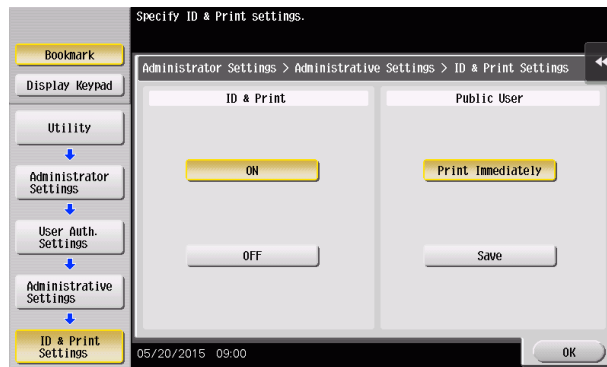 Specify ID & Print settings.
Bookmark
Display Keypad
Utility
Administrator
Settings
User Auth.
Settings
Administrative
Settings
ID & Print
Settings
Administrator Settings > Administrative Settings > ID & Print Settings
ID & Print
ON
OFF
Public User
Print Immediately
Save
05/20/2015 09:00
OK